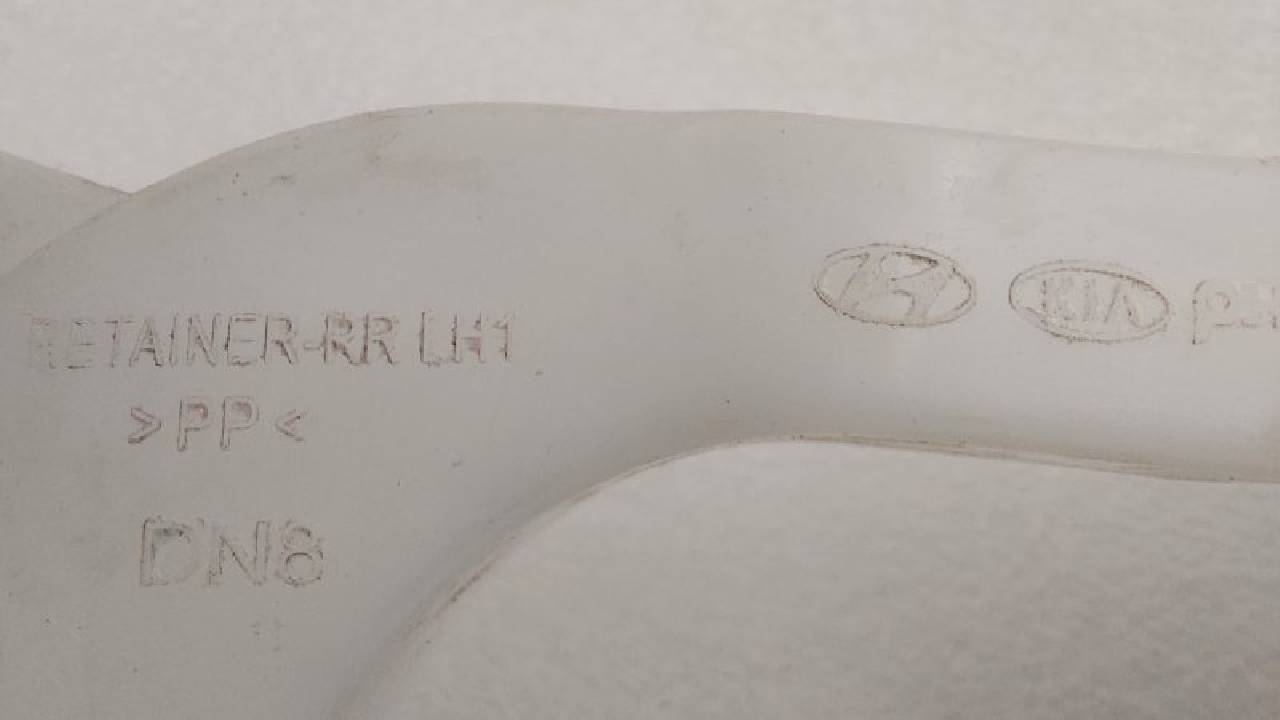 RETAINER-RR LH1
KIA
>PP<
DN8